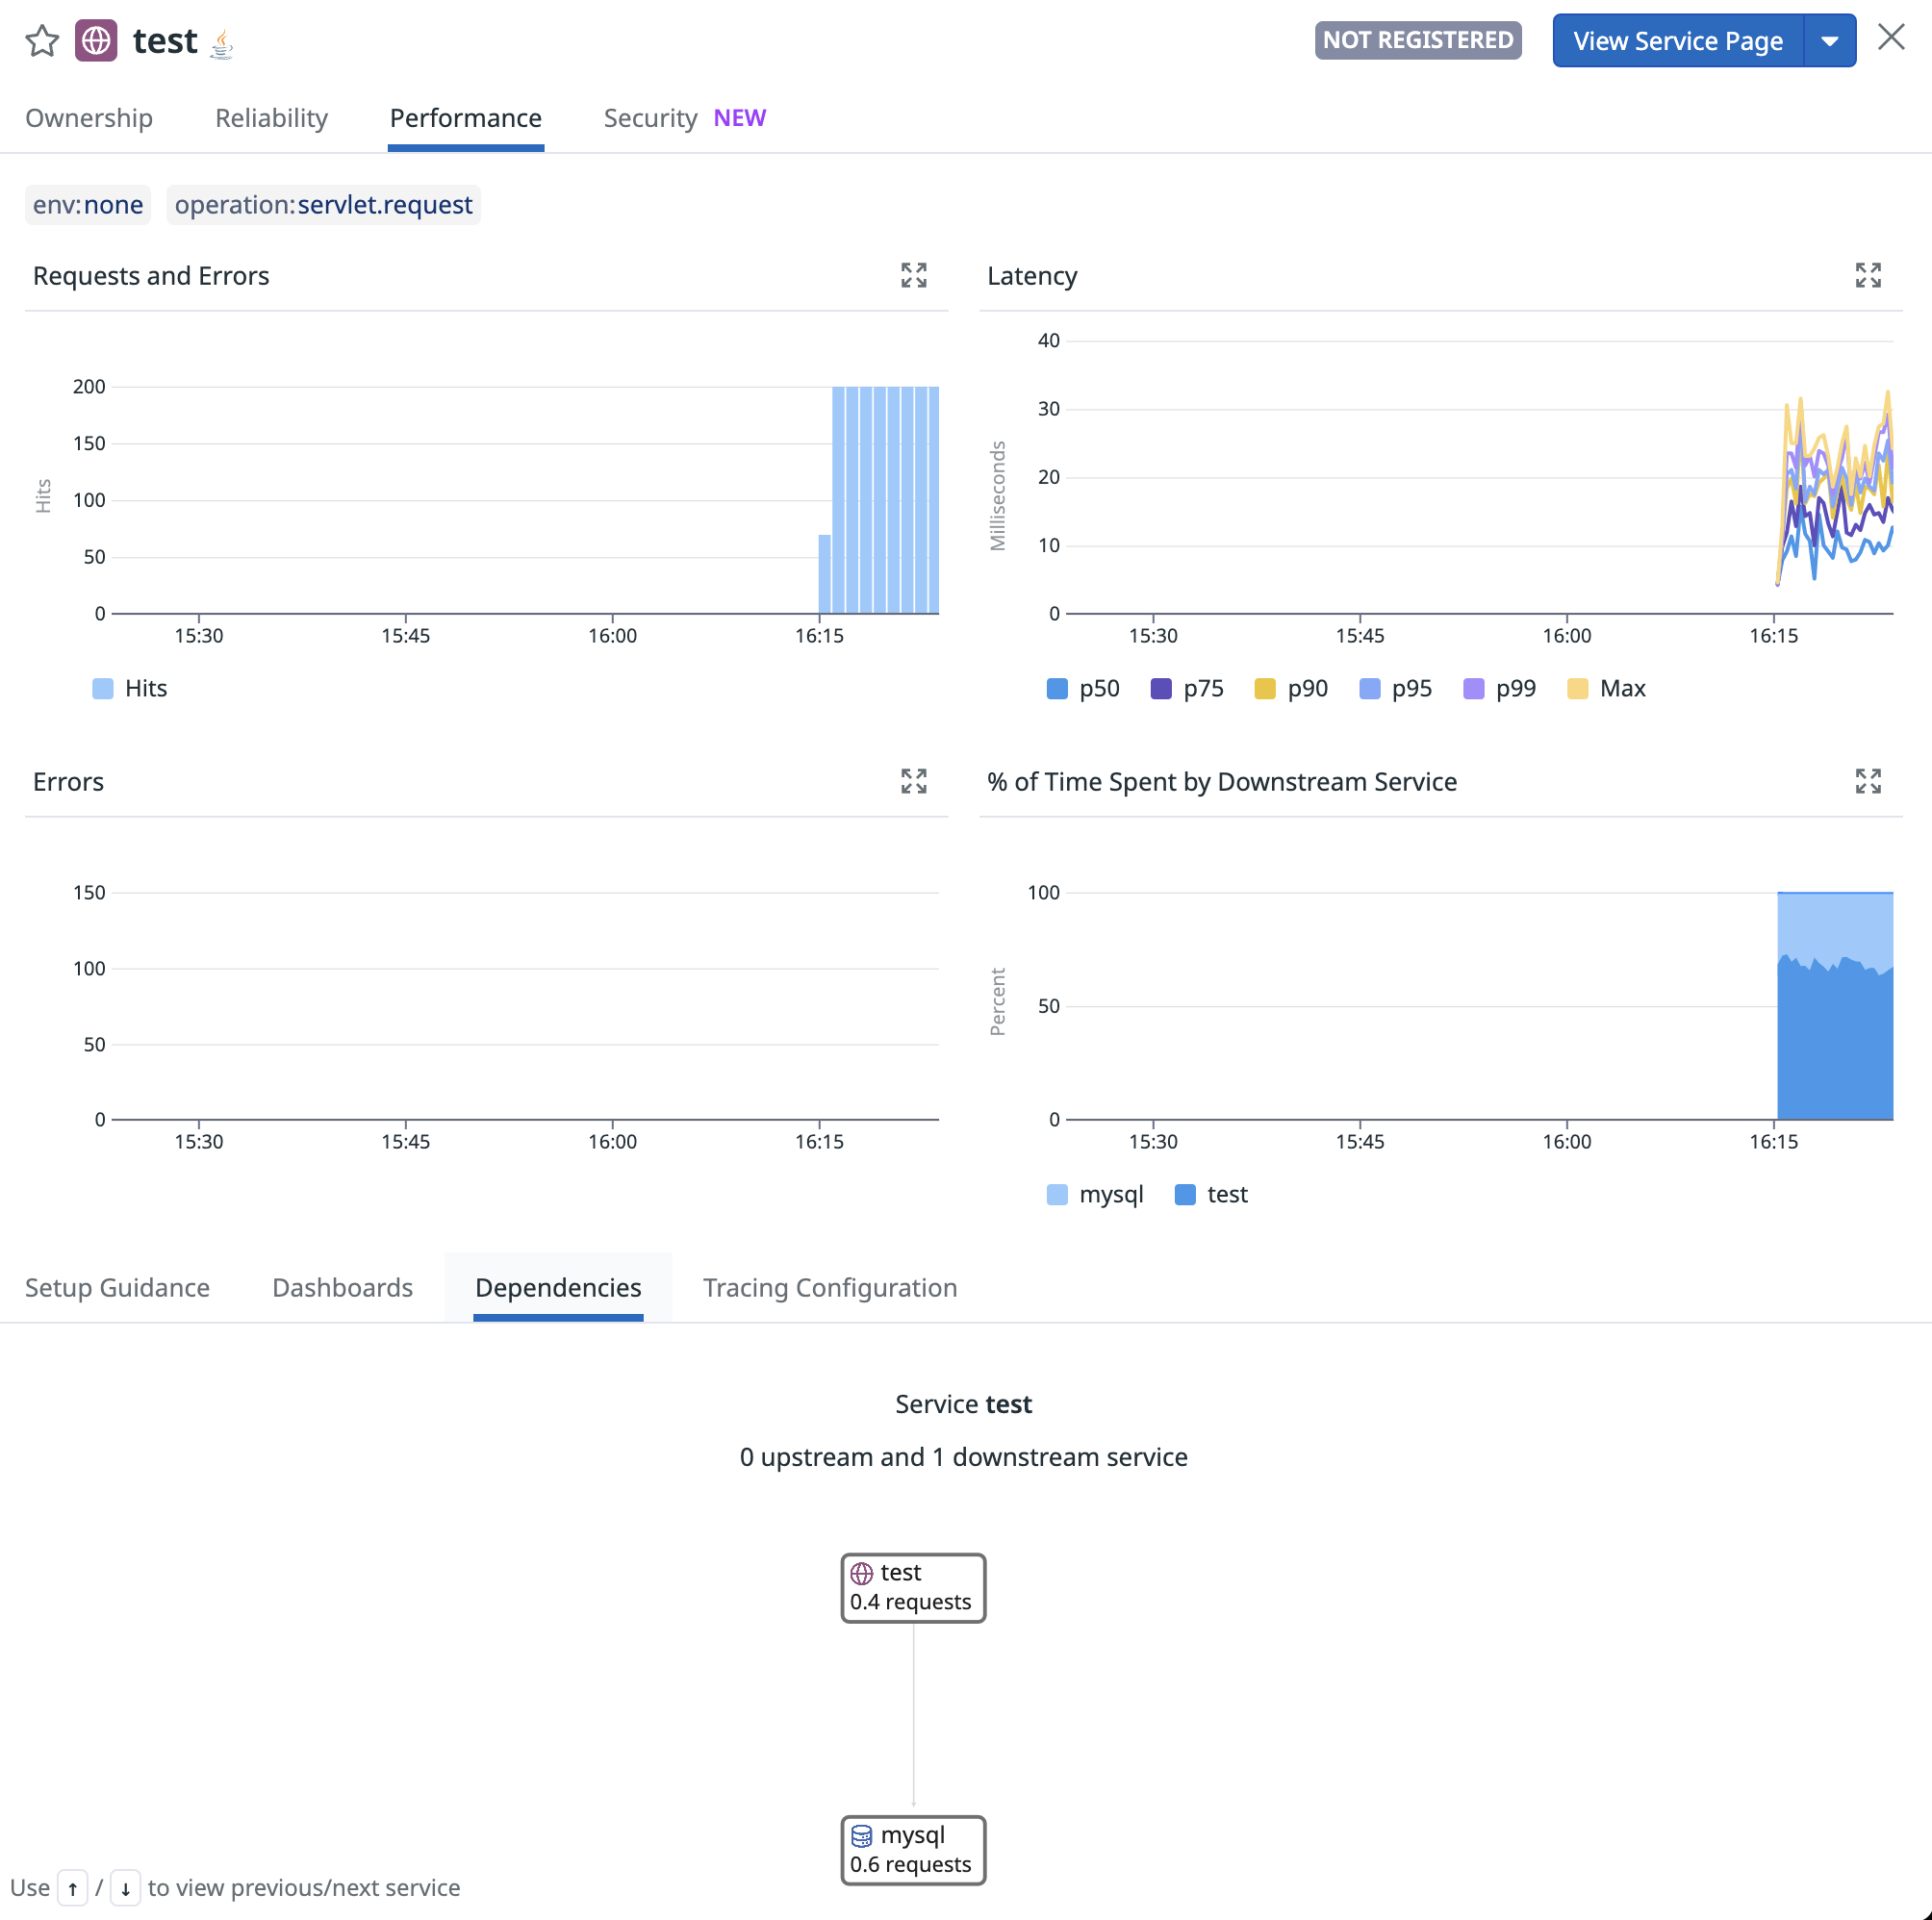 test
NOT REGISTERED
View Service Page
Ownership Reliability Performance Security NEW
env:none operation:servlet.request
Requests and Errors
200
150
100
50
0
Hits
15:30 15:45 16:00 16:15
Hits
Latency
40
30
20
10
0
Milliseconds
15:30 15:45 16:00 16:15
p50 p75 p90 p95 p99 Max
Errors
150
100
50
0
15:30 15:45 16:00 16:15
% of Time Spent by Downstream Service
100
50
0
Percent
15:30 15:45 16:00 16:15
mysql test
Setup Guidance Dashboards Dependencies Tracing Configuration
Service test
0 upstream and 1 downstream service
test
0.4 requests
mysql
0.6 requests
Use ↑ / ↓ to view previous/next service